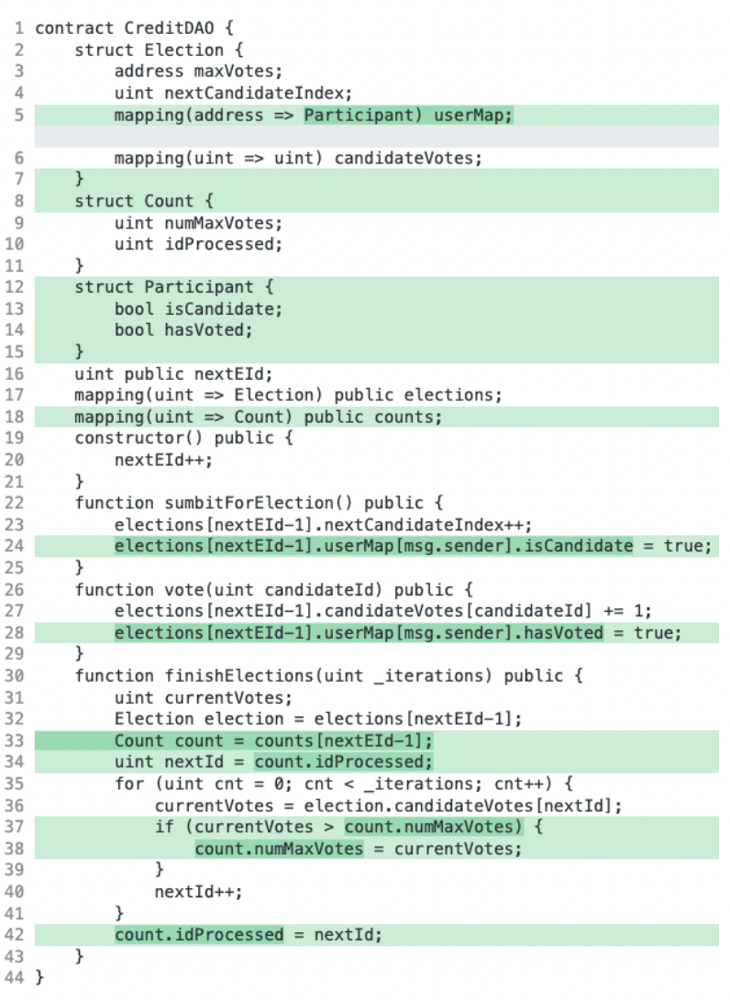 1 contract CreditDAO {
2 struct Election {
3 address maxVotes;
4 uint nextCandidateIndex;
5 mapping(address => Participant) userMap;
6 mapping(uint => uint) candidateVotes;
7 }
8 struct Count {
9 uint numMaxVotes;
10 uint idProcessed;
11 }
12 struct Participant {
13 bool isCandidate;
14 bool hasVoted;
15 }
16 uint public nextEId;
17 mapping(uint => Election) public elections;
18 mapping(uint => Count) public counts;
19 constructor() public {
20 nextEId++;
21 }
22 function sumbitForElection() public {
23 elections[nextEId-1].nextCandidateIndex++;
24 elections[nextEId-1].userMap[msg.sender].isCandidate = true;
25 }
26 function vote(uint candidateId) public {
27 elections[nextEId-1].candidateVotes[candidateId] += 1;
28 elections[nextEId-1].userMap[msg.sender].hasVoted = true;
29 }
30 function finishElections(uint _iterations) public {
31 uint currentVotes;
32 Election election = elections[nextEId-1];
33 Count count = counts[nextEId-1];
34 uint nextId = count.idProcessed;
35 for (uint cnt = 0; cnt < _iterations; cnt++) {
36 currentVotes = election.candidateVotes[nextId];
37 if (currentVotes > count.numMaxVotes) {
38 count.numMaxVotes = currentVotes;
39 }
40 nextId++;
41 }
42 count.idProcessed = nextId;
43 }
44 }